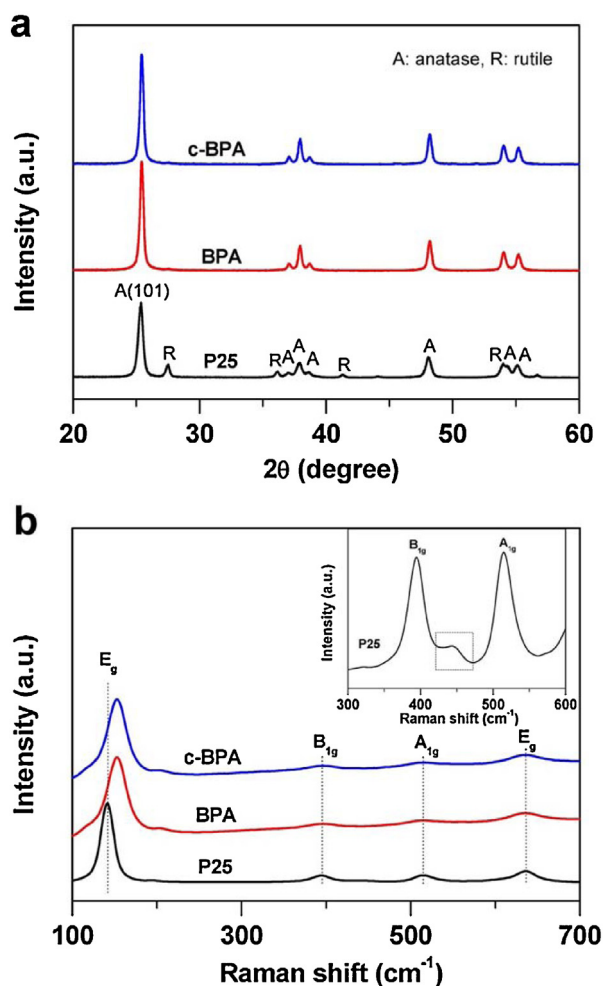 a
A: anatase, R: rutile
c-BPA
BPA
A(101)
R
P25
R
A
A
A
R
A
R
A
A
Intensity (a.u.)
20 30 40 50 60
2θ (degree)
b
B1g
A1g
P25
Intensity (a.u.)
300 400 500 600
Raman shift (cm-1)
Eg
c-BPA
B1g
A1g
Eg
BPA
P25
Intensity (a.u.)
100 300 500 700
Raman shift (cm-1)